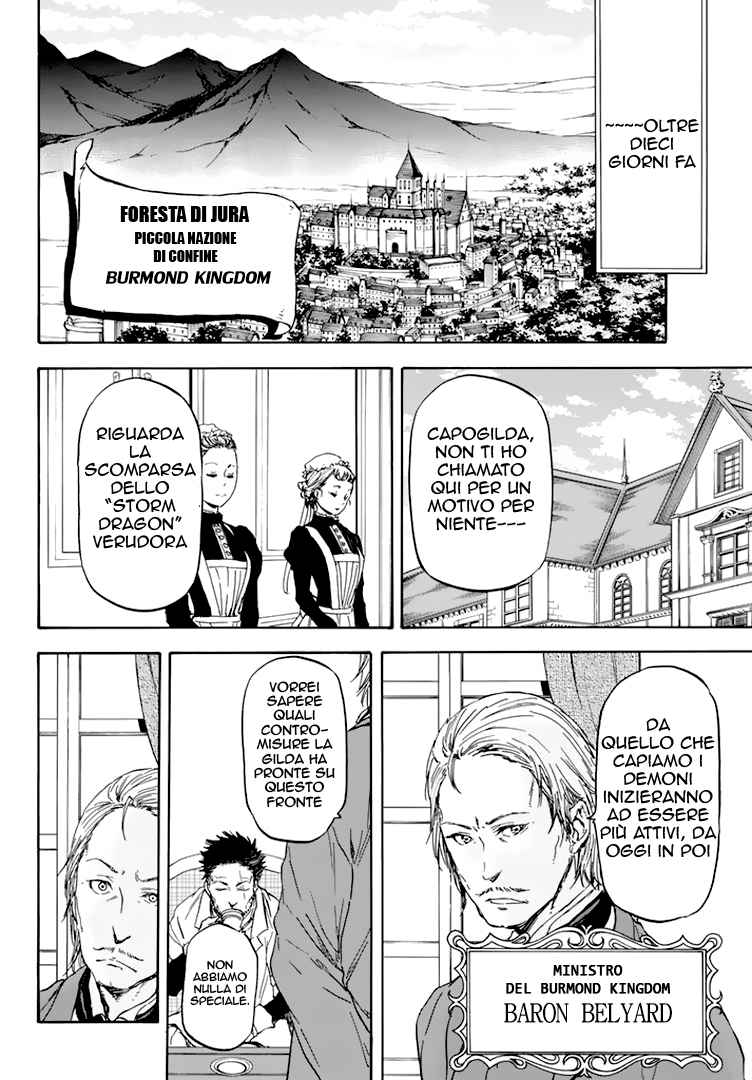 ~~~~OLTRE
DIECI
GIORNI FA
FORESTA DI JURA
PICCOLA NAZIONE
DI CONFINE
BURMOND KINGDOM
CAPOGILDA,
NON TI HO
CHIAMATO
QUI PER UN
MOTIVO PER
NIENTE---
RIGUARDA
LA
SCOMPARSA
DELLO
"STORM
DRAGON"
VERUDORA
DA
QUELLO CHE
CAPIAMO I
DEMONI
INIZIERANNO
AD ESSERE
PIÙ ATTIVI, DA
OGGI IN POI
MINISTRO
DEL BURMOND KINGDOM
BARON BELYARD
VORREI
SAPERE
QUALI
CONTRO-
MISURE LA
GILDA HA
PRONTE SU
QUESTO
FRONTE
NON
ABBIAMO
NULLA DI
SPECIALE.